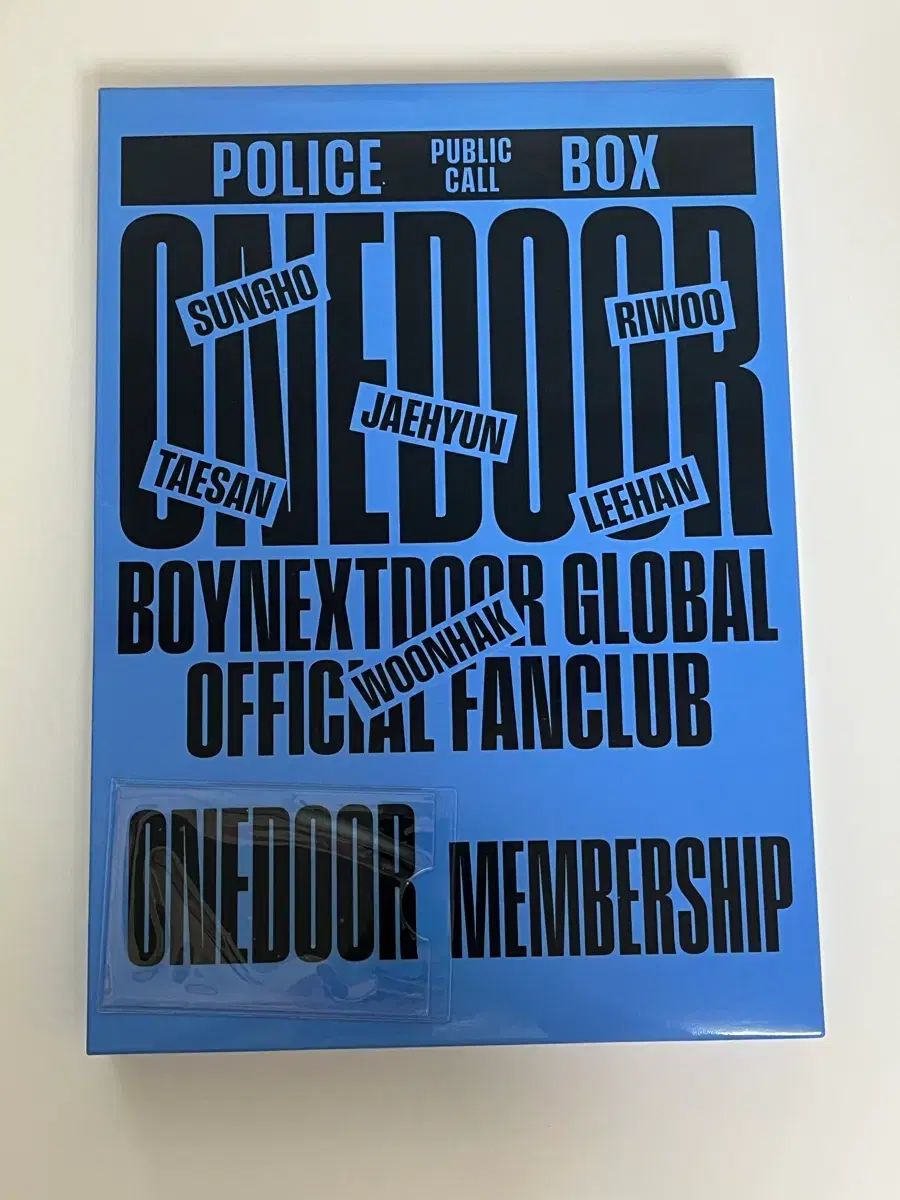 POLICE PUBLIC CALL BOX
ONEDOOR
SUNGHO
RIWOO
JAEHYUN
TAESAN
LEEHAN
BOYNEXTDOOR GLOBAL
WOONHAK
OFFICIAL FANCLUB
ONEDOOR MEMBERSHIP